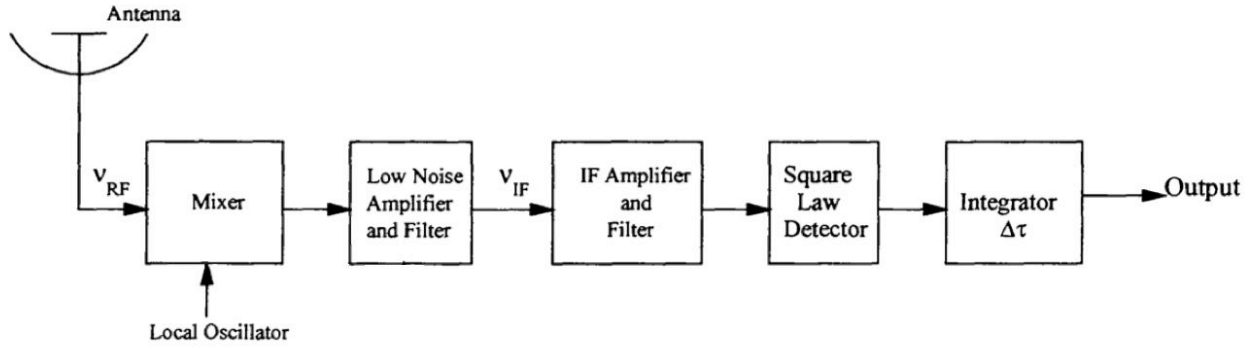 Antenna
ν_RF
Mixer
Local Oscillator
Low Noise
Amplifier
and Filter
ν_IF
IF Amplifier
and
Filter
Square
Law
Detector
Integrator
Δτ
Output